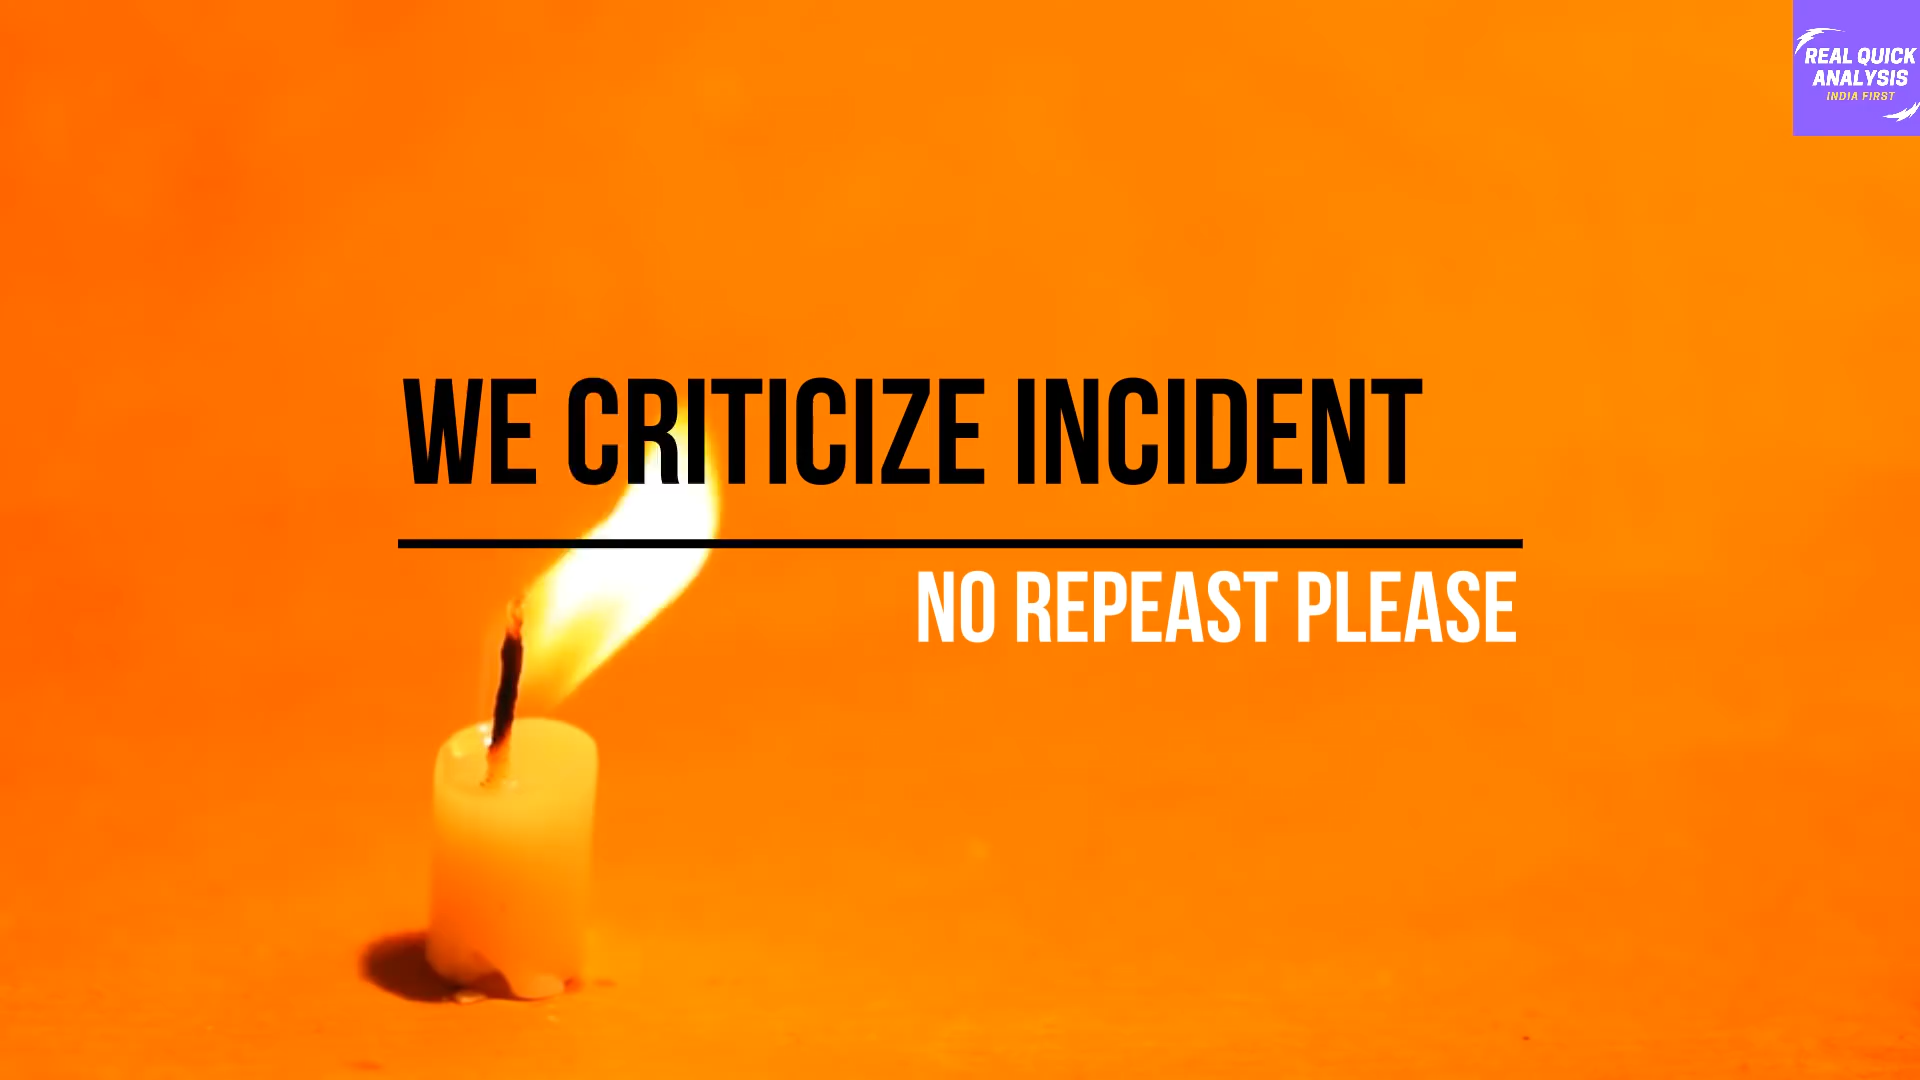 REAL QUICK
ANALYSIS
INDIA FIRST
WE CRITICIZE INCIDENT
NO REPEAST PLEASE